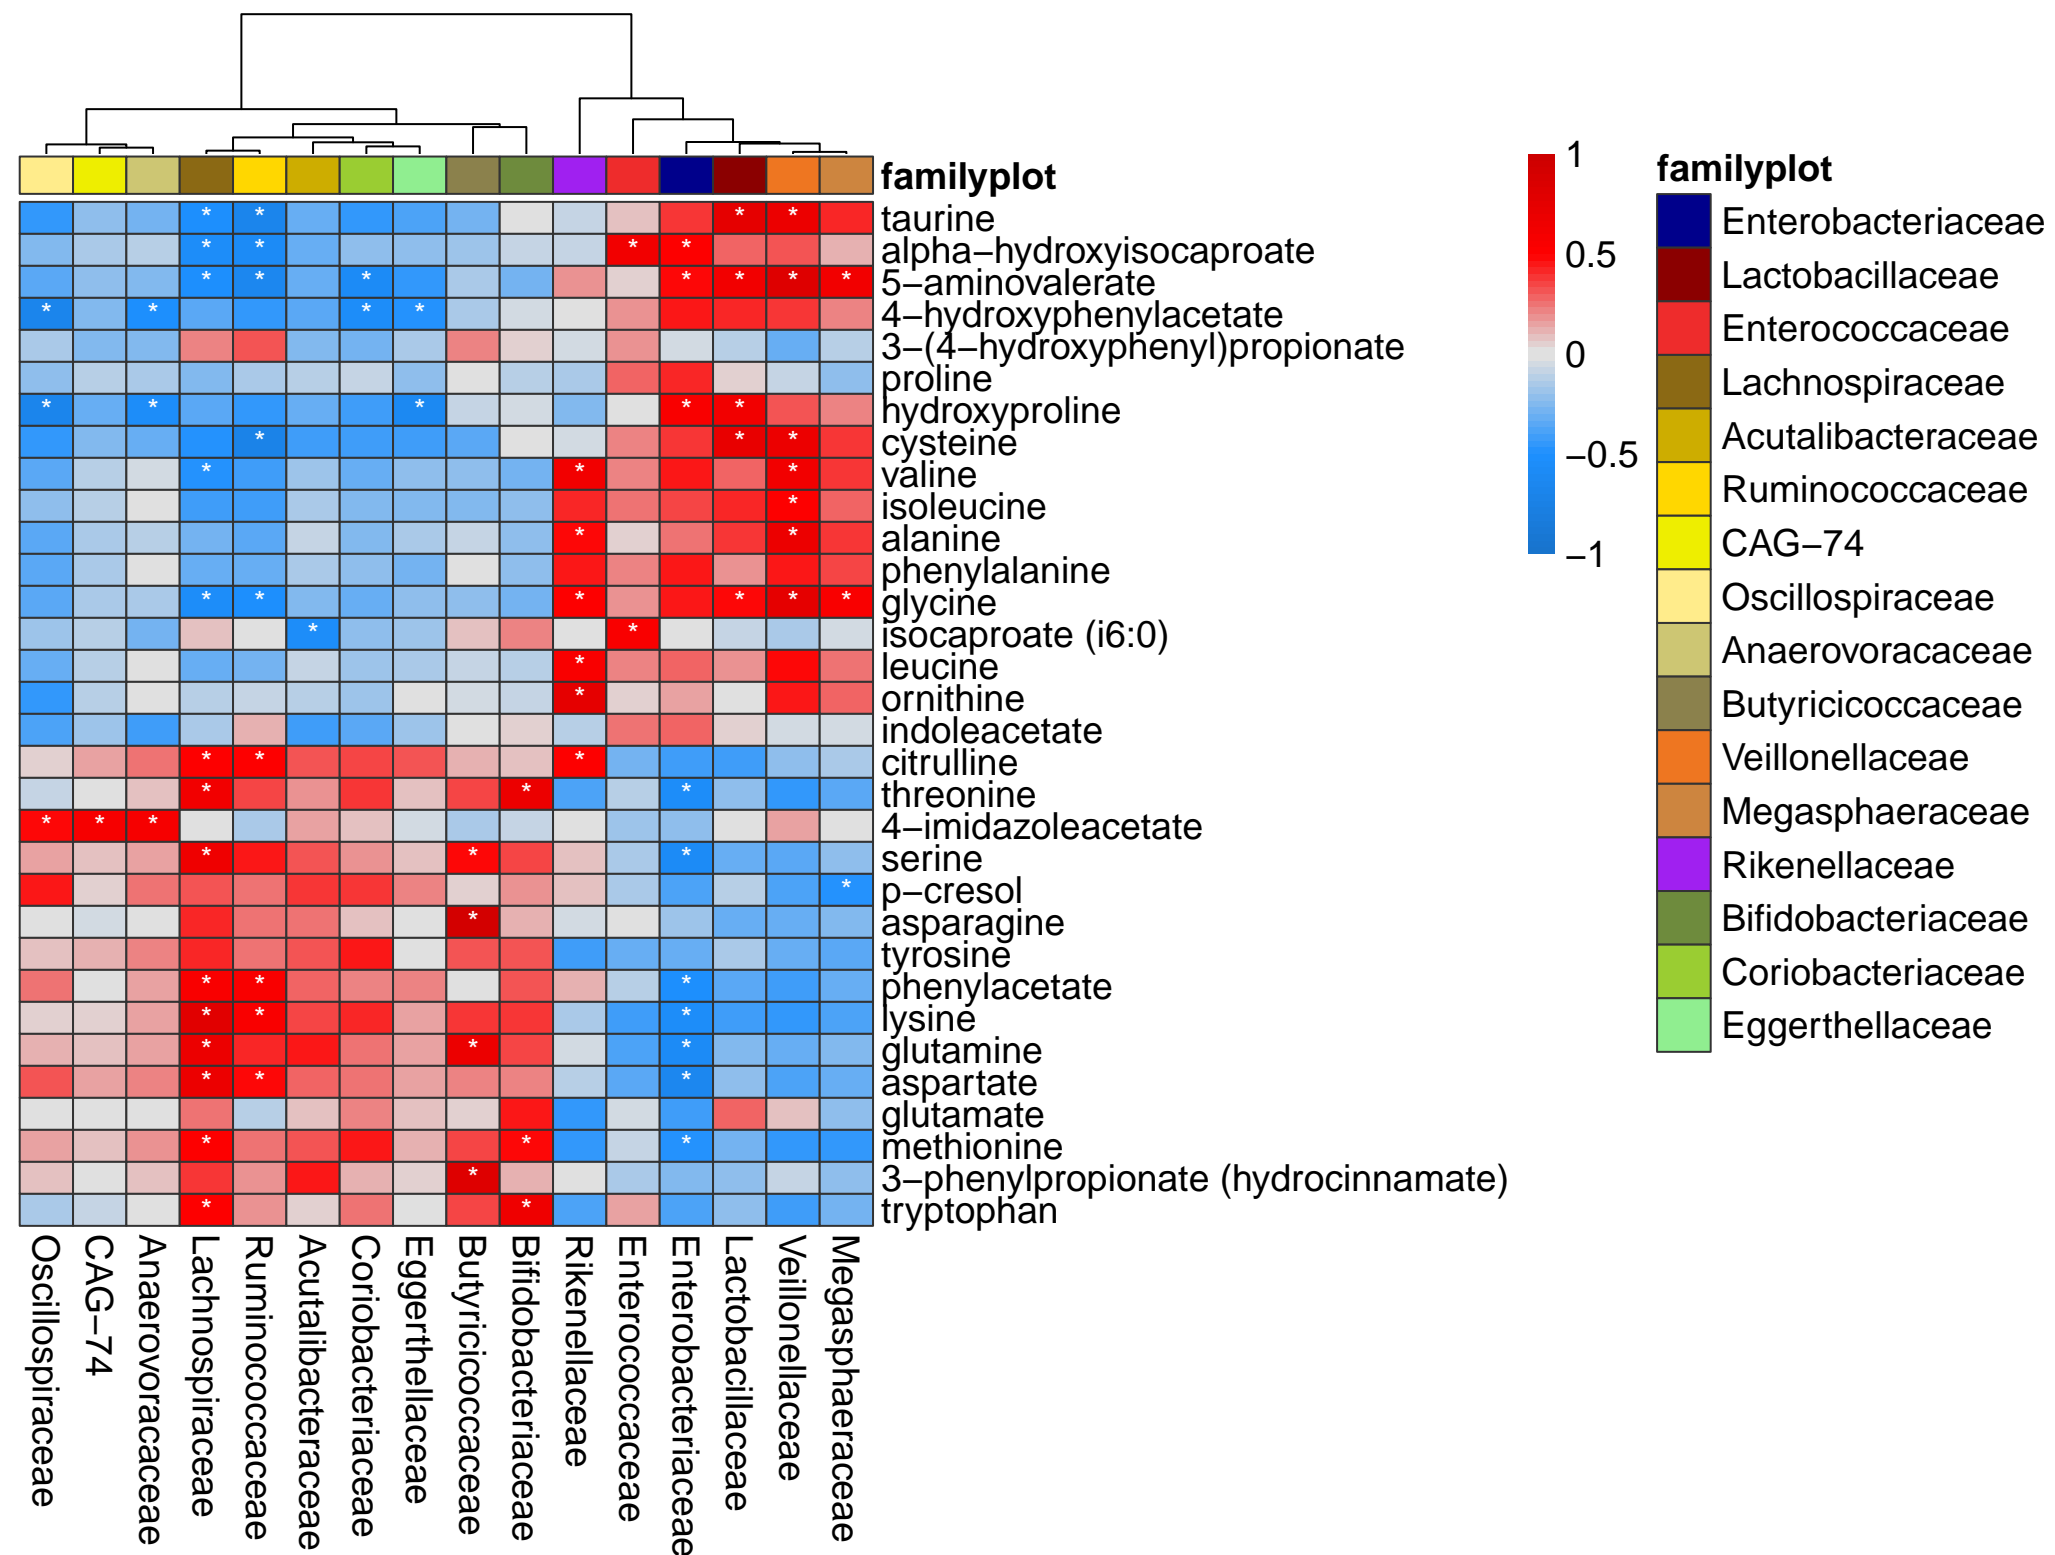 familyplot
taurine
alpha−hydroxyisocaproate
5−aminovalerate
4−hydroxyphenylacetate
3−(4−hydroxyphenyl)propionate
proline
hydroxyproline
cysteine
valine
isoleucine
alanine
phenylalanine
glycine
isocaproate (i6:0)
leucine
ornithine
indoleacetate
citrulline
threonine
4−imidazoleacetate
serine
p−cresol
asparagine
tyrosine
phenylacetate
lysine
glutamine
aspartate
glutamate
methionine
3−phenylpropionate (hydrocinnamate)
tryptophan
Oscillospiraceae
CAG−74
Anaerovoracaceae
Lachnospiraceae
Ruminococcaceae
Acutalibacteraceae
Coriobacteriaceae
Eggerthellaceae
Butyricicoccaceae
Bifidobacteriaceae
Rikenellaceae
Enterococcaceae
Enterobacteriaceae
Lactobacillaceae
Veillonellaceae
Megasphaeraceae
1
0.5
0
−0.5
−1
familyplot
Enterobacteriaceae
Lactobacillaceae
Enterococcaceae
Lachnospiraceae
Acutalibacteraceae
Ruminococcaceae
CAG−74
Oscillospiraceae
Anaerovoracaceae
Butyricicoccaceae
Veillonellaceae
Megasphaeraceae
Rikenellaceae
Bifidobacteriaceae
Coriobacteriaceae
Eggerthellaceae